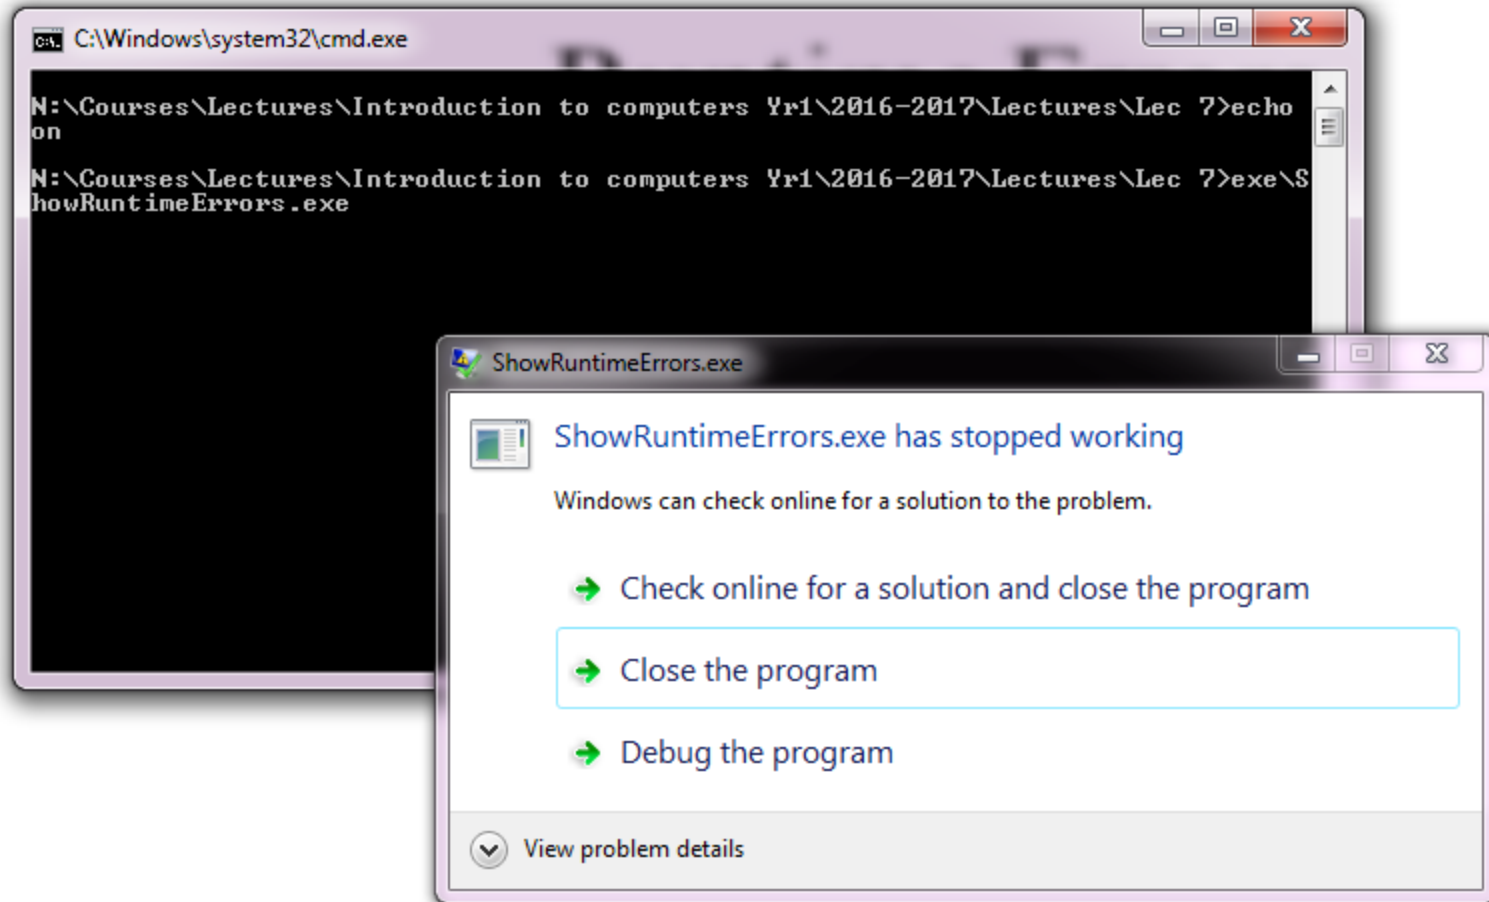 C:\Windows\system32\cmd.exe
N:\Courses\Lectures\Introduction to computers Yr1\2016-2017\Lectures\Lec 7>echo
on
N:\Courses\Lectures\Introduction to computers Yr1\2016-2017\Lectures\Lec 7>exe\S
howRuntimeErrors.exe
ShowRuntimeErrors.exe
ShowRuntimeErrors.exe has stopped working
Windows can check online for a solution to the problem.
Check online for a solution and close the program
Close the program
Debug the program
View problem details